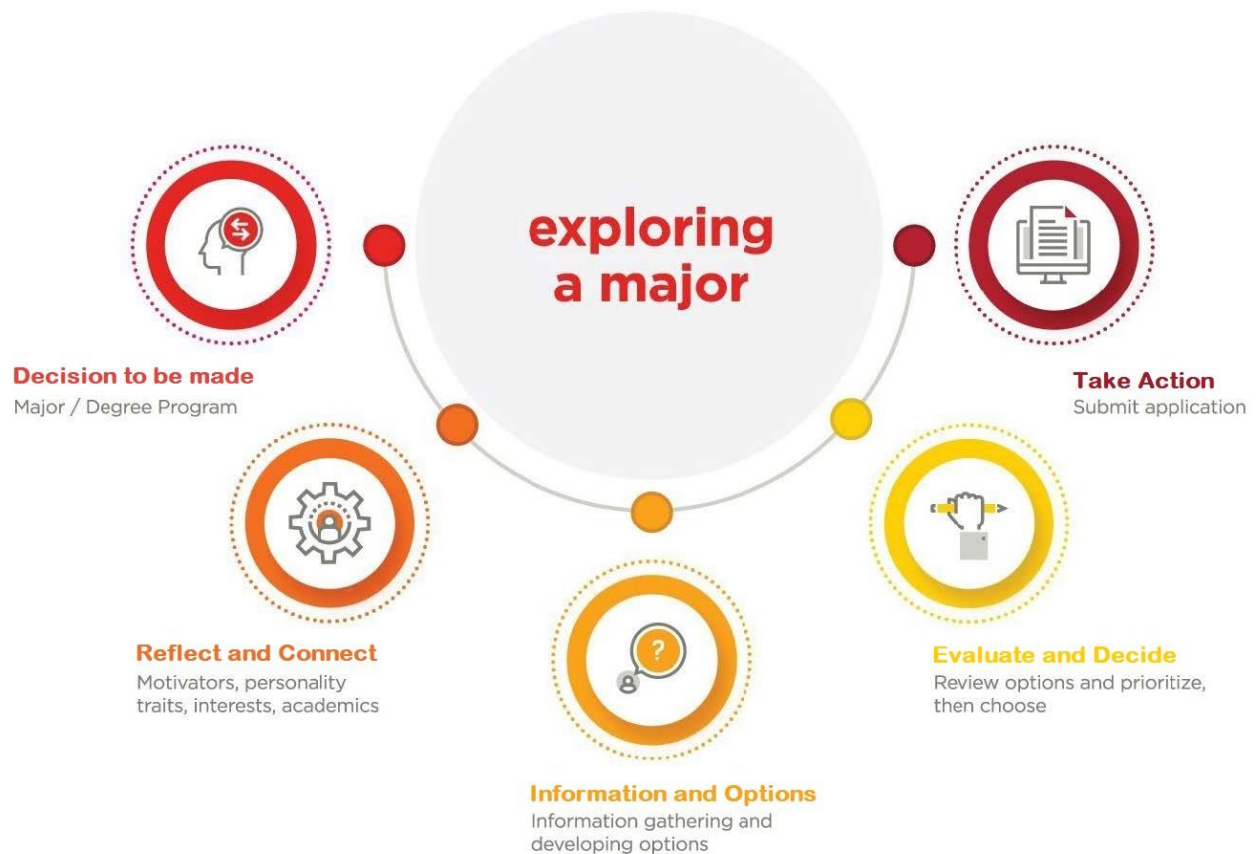 exploring
a major
Decision to be made
Major / Degree Program
Reflect and Connect
Motivators, personality
traits, interests, academics
?
Information and Options
Information gathering and
developing options
Evaluate and Decide
Review options and prioritize,
then choose
Take Action
Submit application